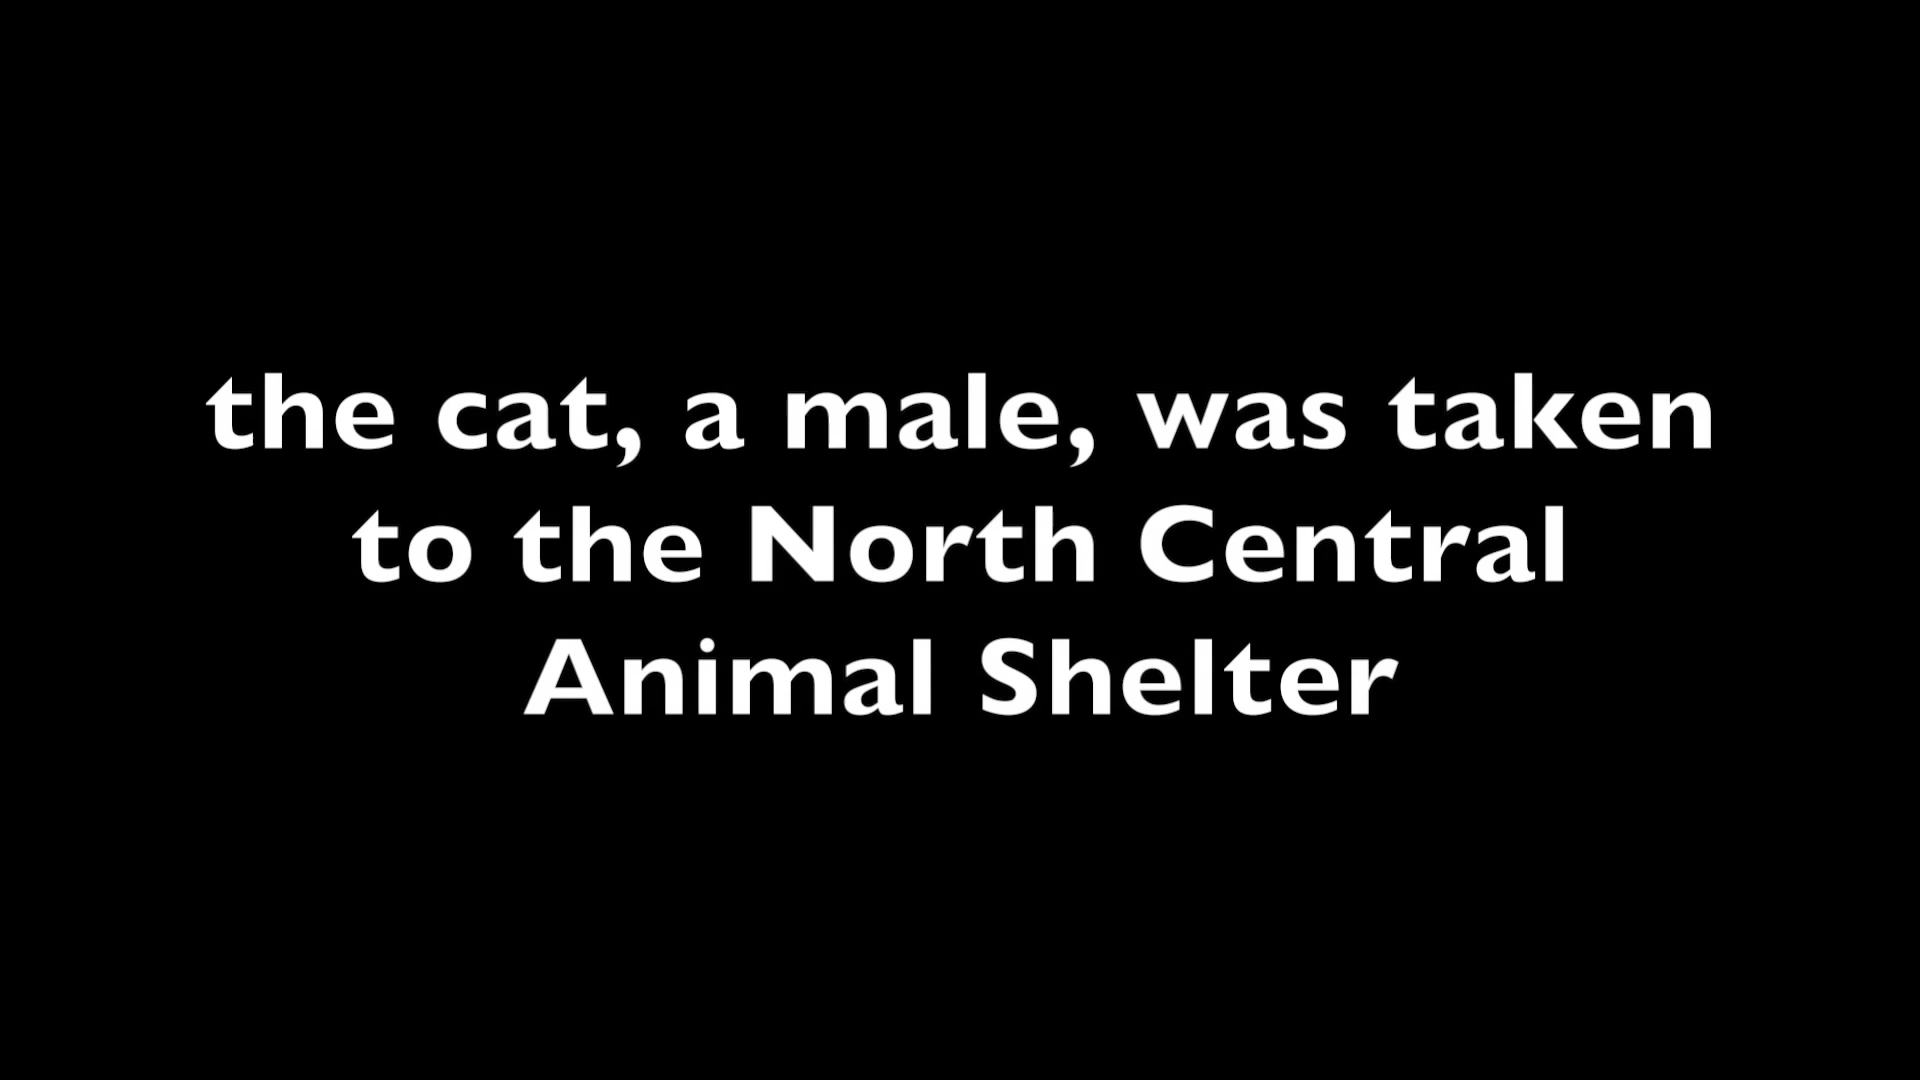 the cat, a male, was taken
to the North Central
Animal Shelter